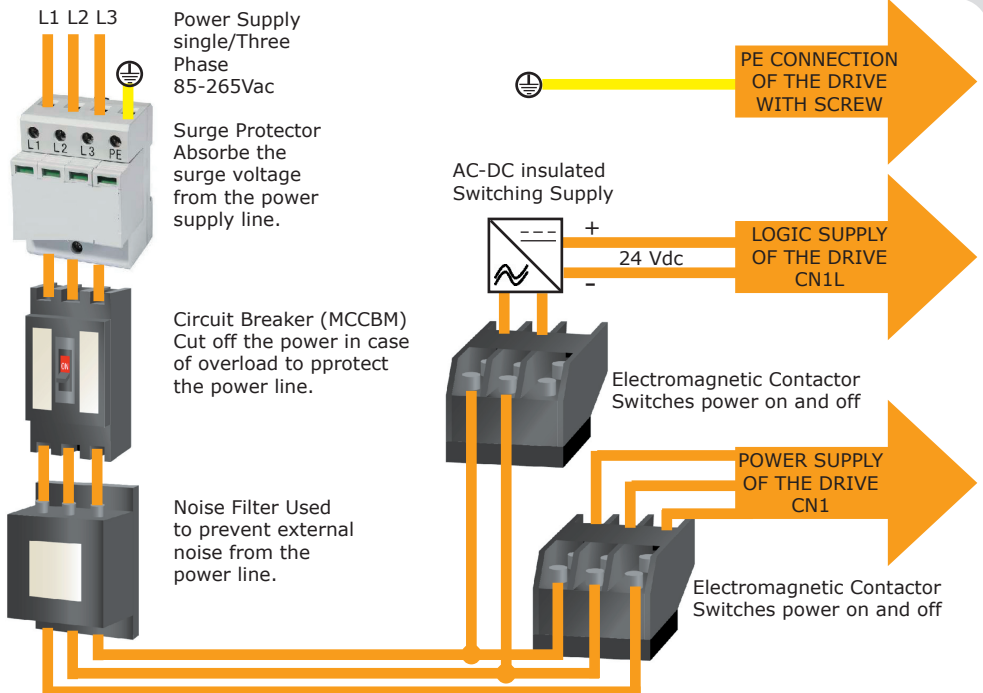 L1 L2 L3
Power Supply
single/Three
Phase
85-265Vac
L1 L2 L3 PE
Surge Protector
Absorbe the
surge voltage
from the power
supply line.
ON
Circuit Breaker (MCCBM)
Cut off the power in case
of overload to pprotect
the power line.
Noise Filter Used
to prevent external
noise from the
power line.
PE CONNECTION
OF THE DRIVE
WITH SCREW
AC-DC insulated
Switching Supply
+
24 Vdc
-
LOGIC SUPPLY
OF THE DRIVE
CN1L
Electromagnetic Contactor
Switches power on and off
POWER SUPPLY
OF THE DRIVE
CN1
Electromagnetic Contactor
Switches power on and off